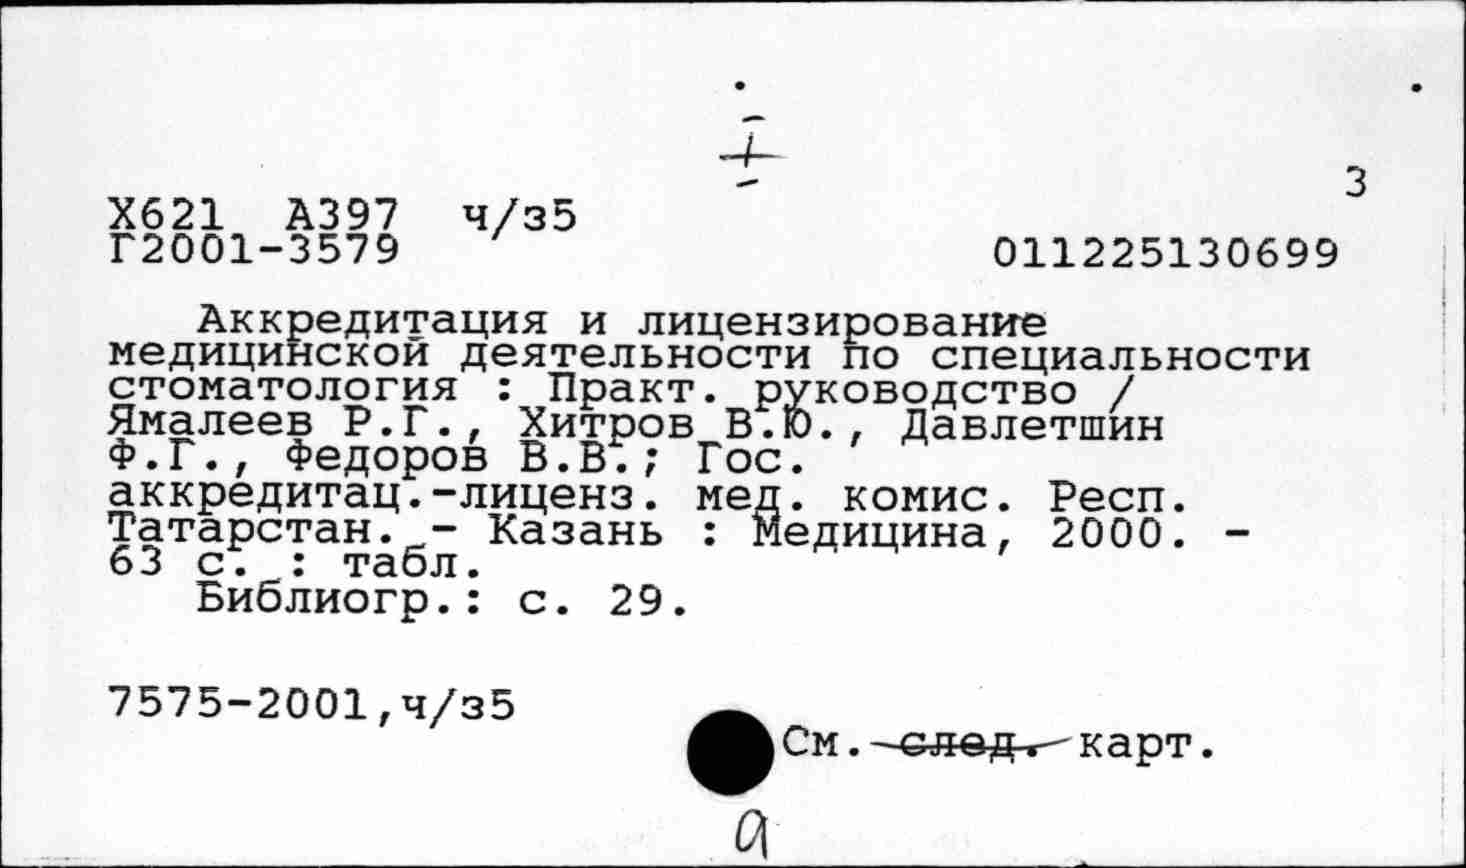 3
Х621 А397 ч/з5
Г2001-3579 011225130699
Аккредитация и лицензирование
медицинской деятельности по специальности
стоматология : Практ. руководство /
Ямалеев Р.Г., Хитров В.Ю., Давлетшин
Ф.Г., Федоров В.В.; Гос.
аккредитац.-лиценз. мед. комис. Респ.
Татарстан. - Казань : Медицина, 2000. -
63 с. : табл.
Библиогр.: с. 29.
7575-2001,ч/з5
См. след. карт.